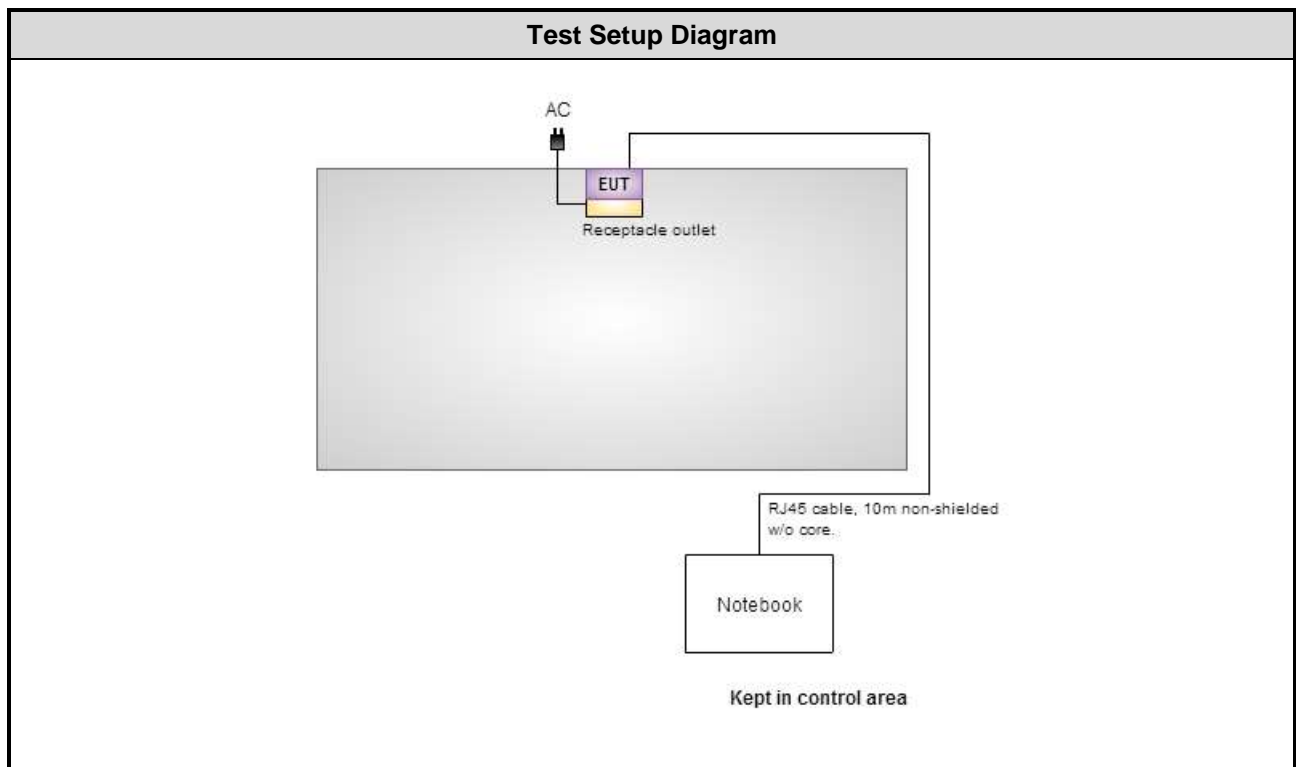 Test Setup Diagram
AC
EUT
Receptacle outlet
RJ45 cable, 10m non-shielded
w/o core.
Notebook
Kept in control area